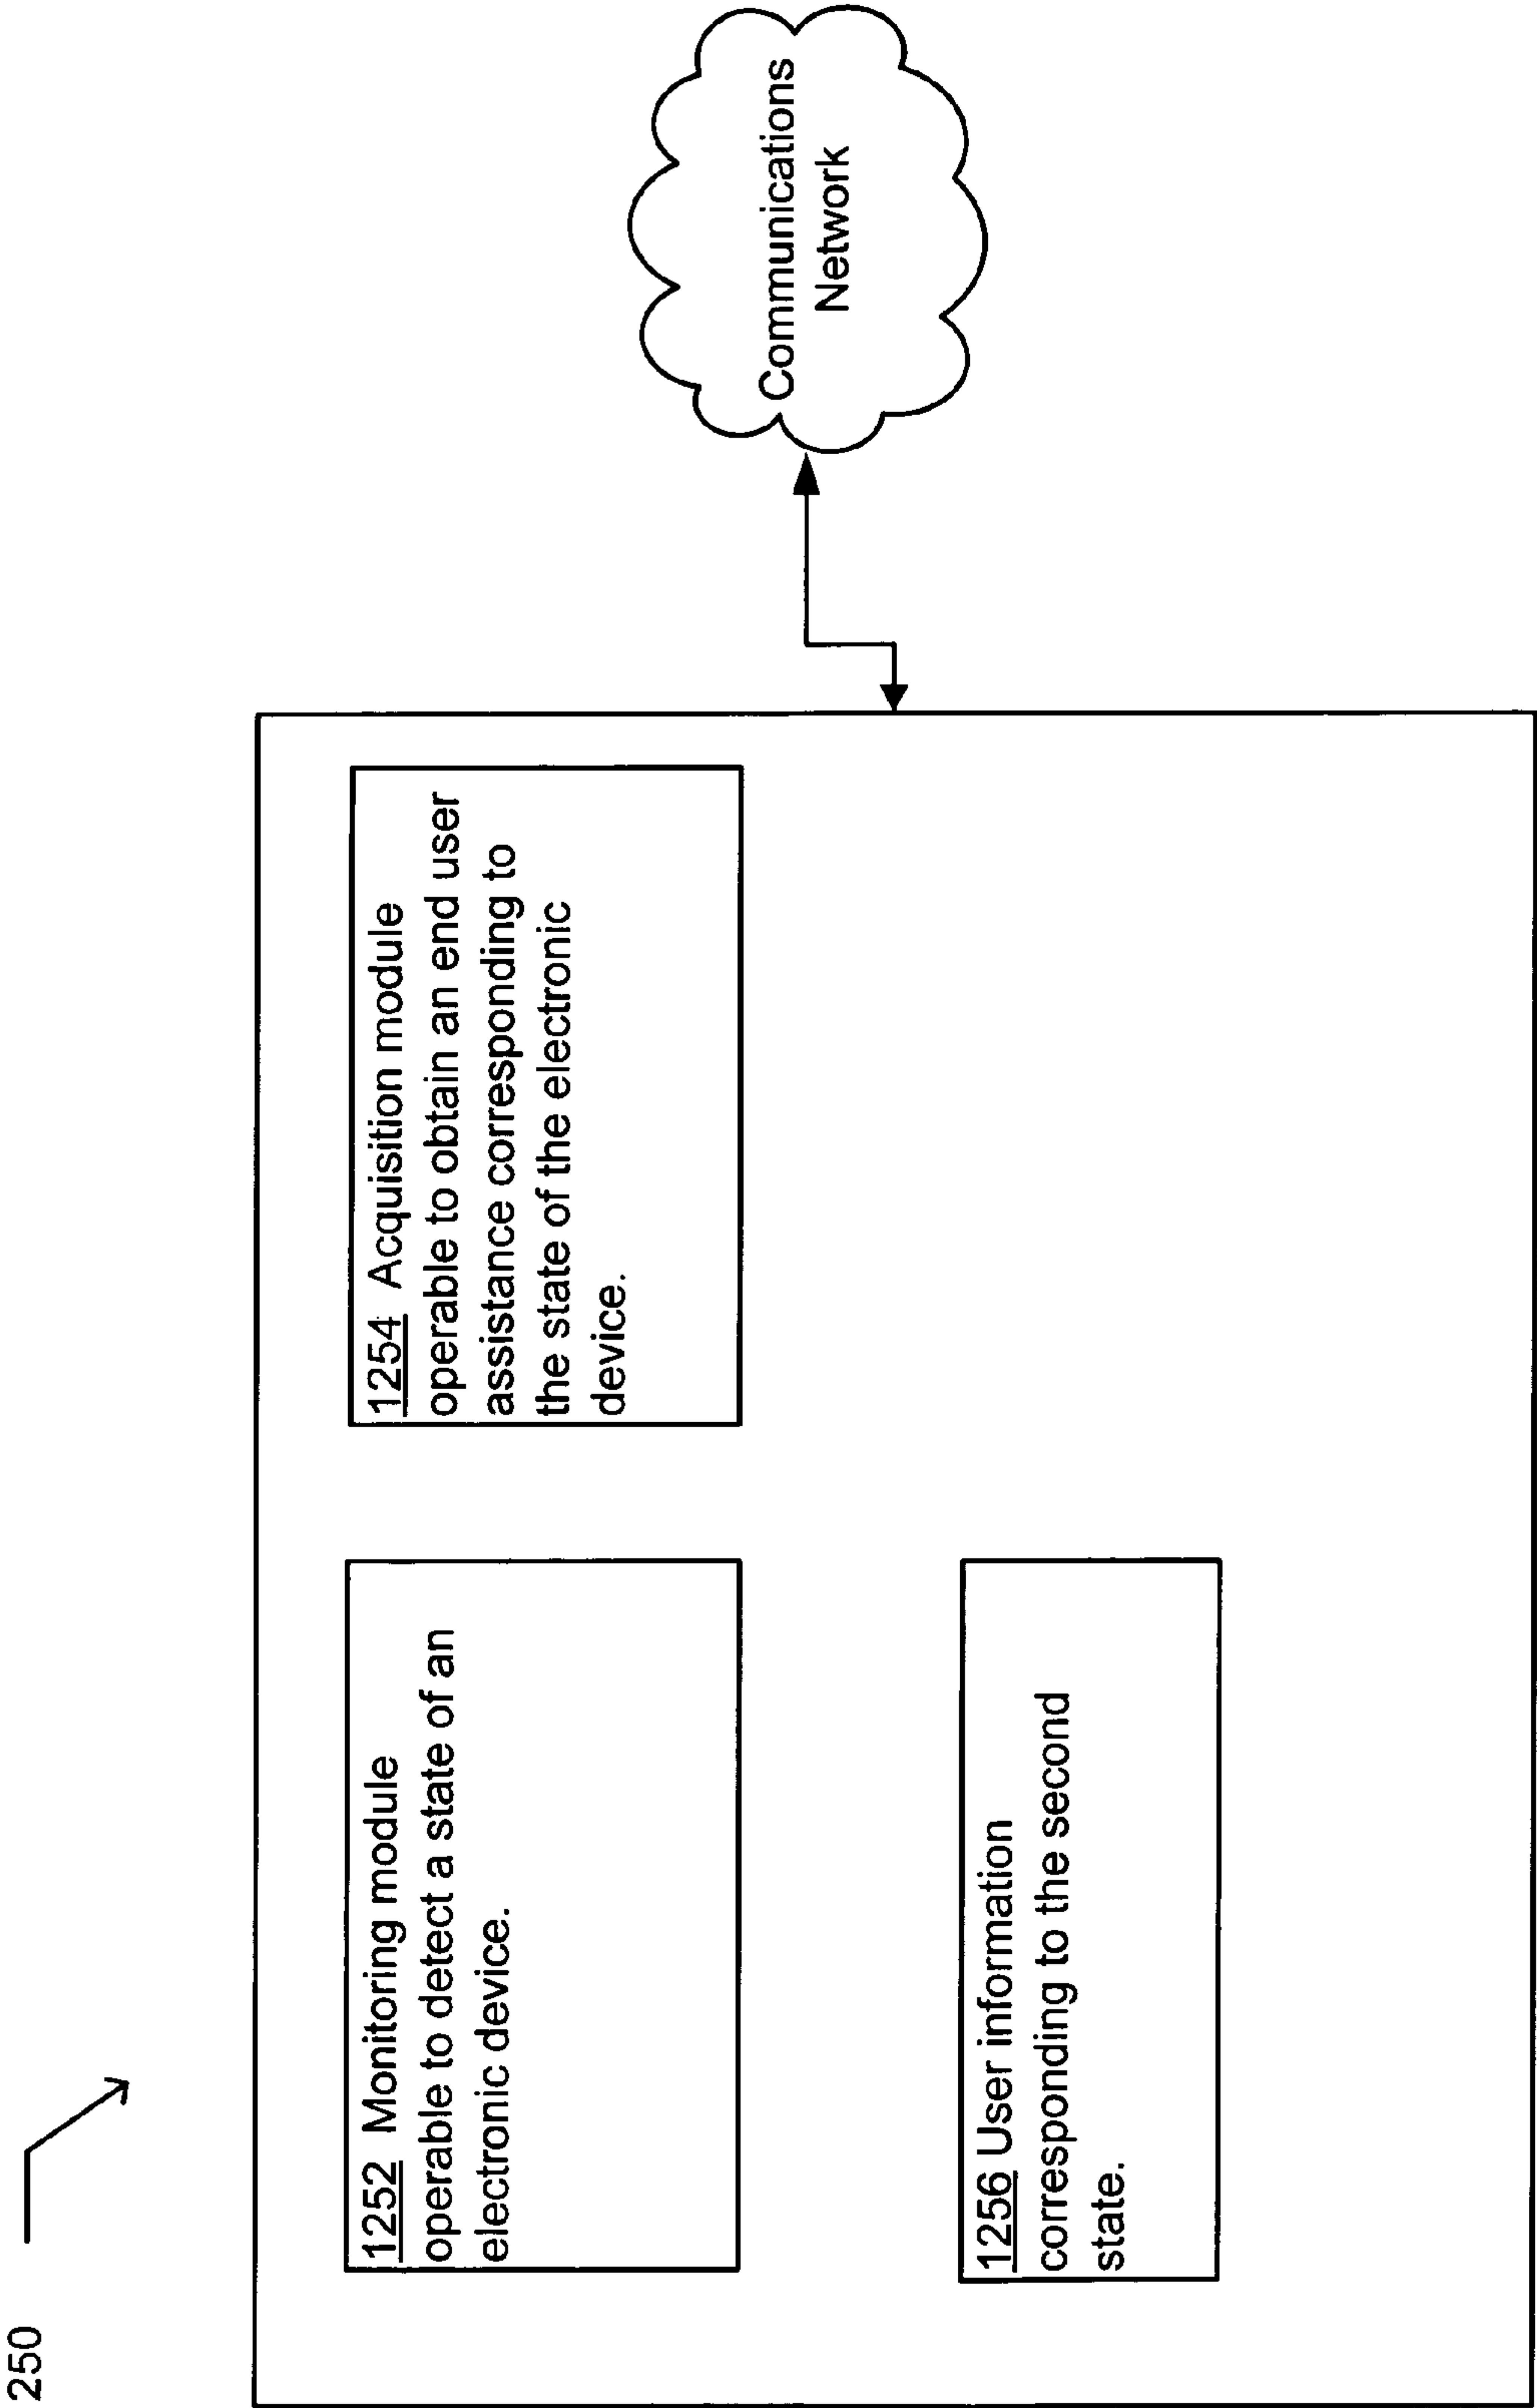 250
1252 Monitoring module
operable to detect a state of an
electronic device.
1254 Acquisition module
operable to obtain an end user
assistance corresponding to
the state of the electronic
device.
1256 User information
corresponding to the second
state.
Communications
Network